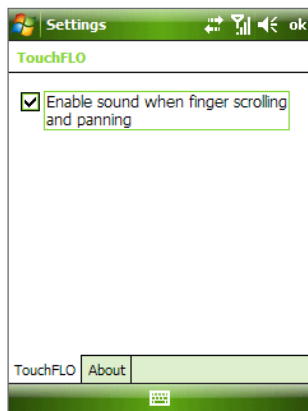 Settings ok
TouchFLO
Enable sound when finger scrolling
and panning
TouchFLO About